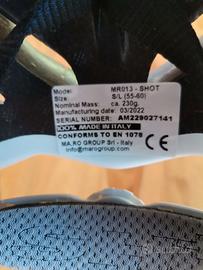 Model MR013 - SHOT
Size: S/L (55-60)
Nominal Mass: ca. 230g.
Manufacturing date: 03/2022
SERIAL NUMBER: AM229027141
100% MADE IN ITALY
CONFORMS TO EN 1078
MA.RO GROUP Srl - Italy
info@marogroup.com